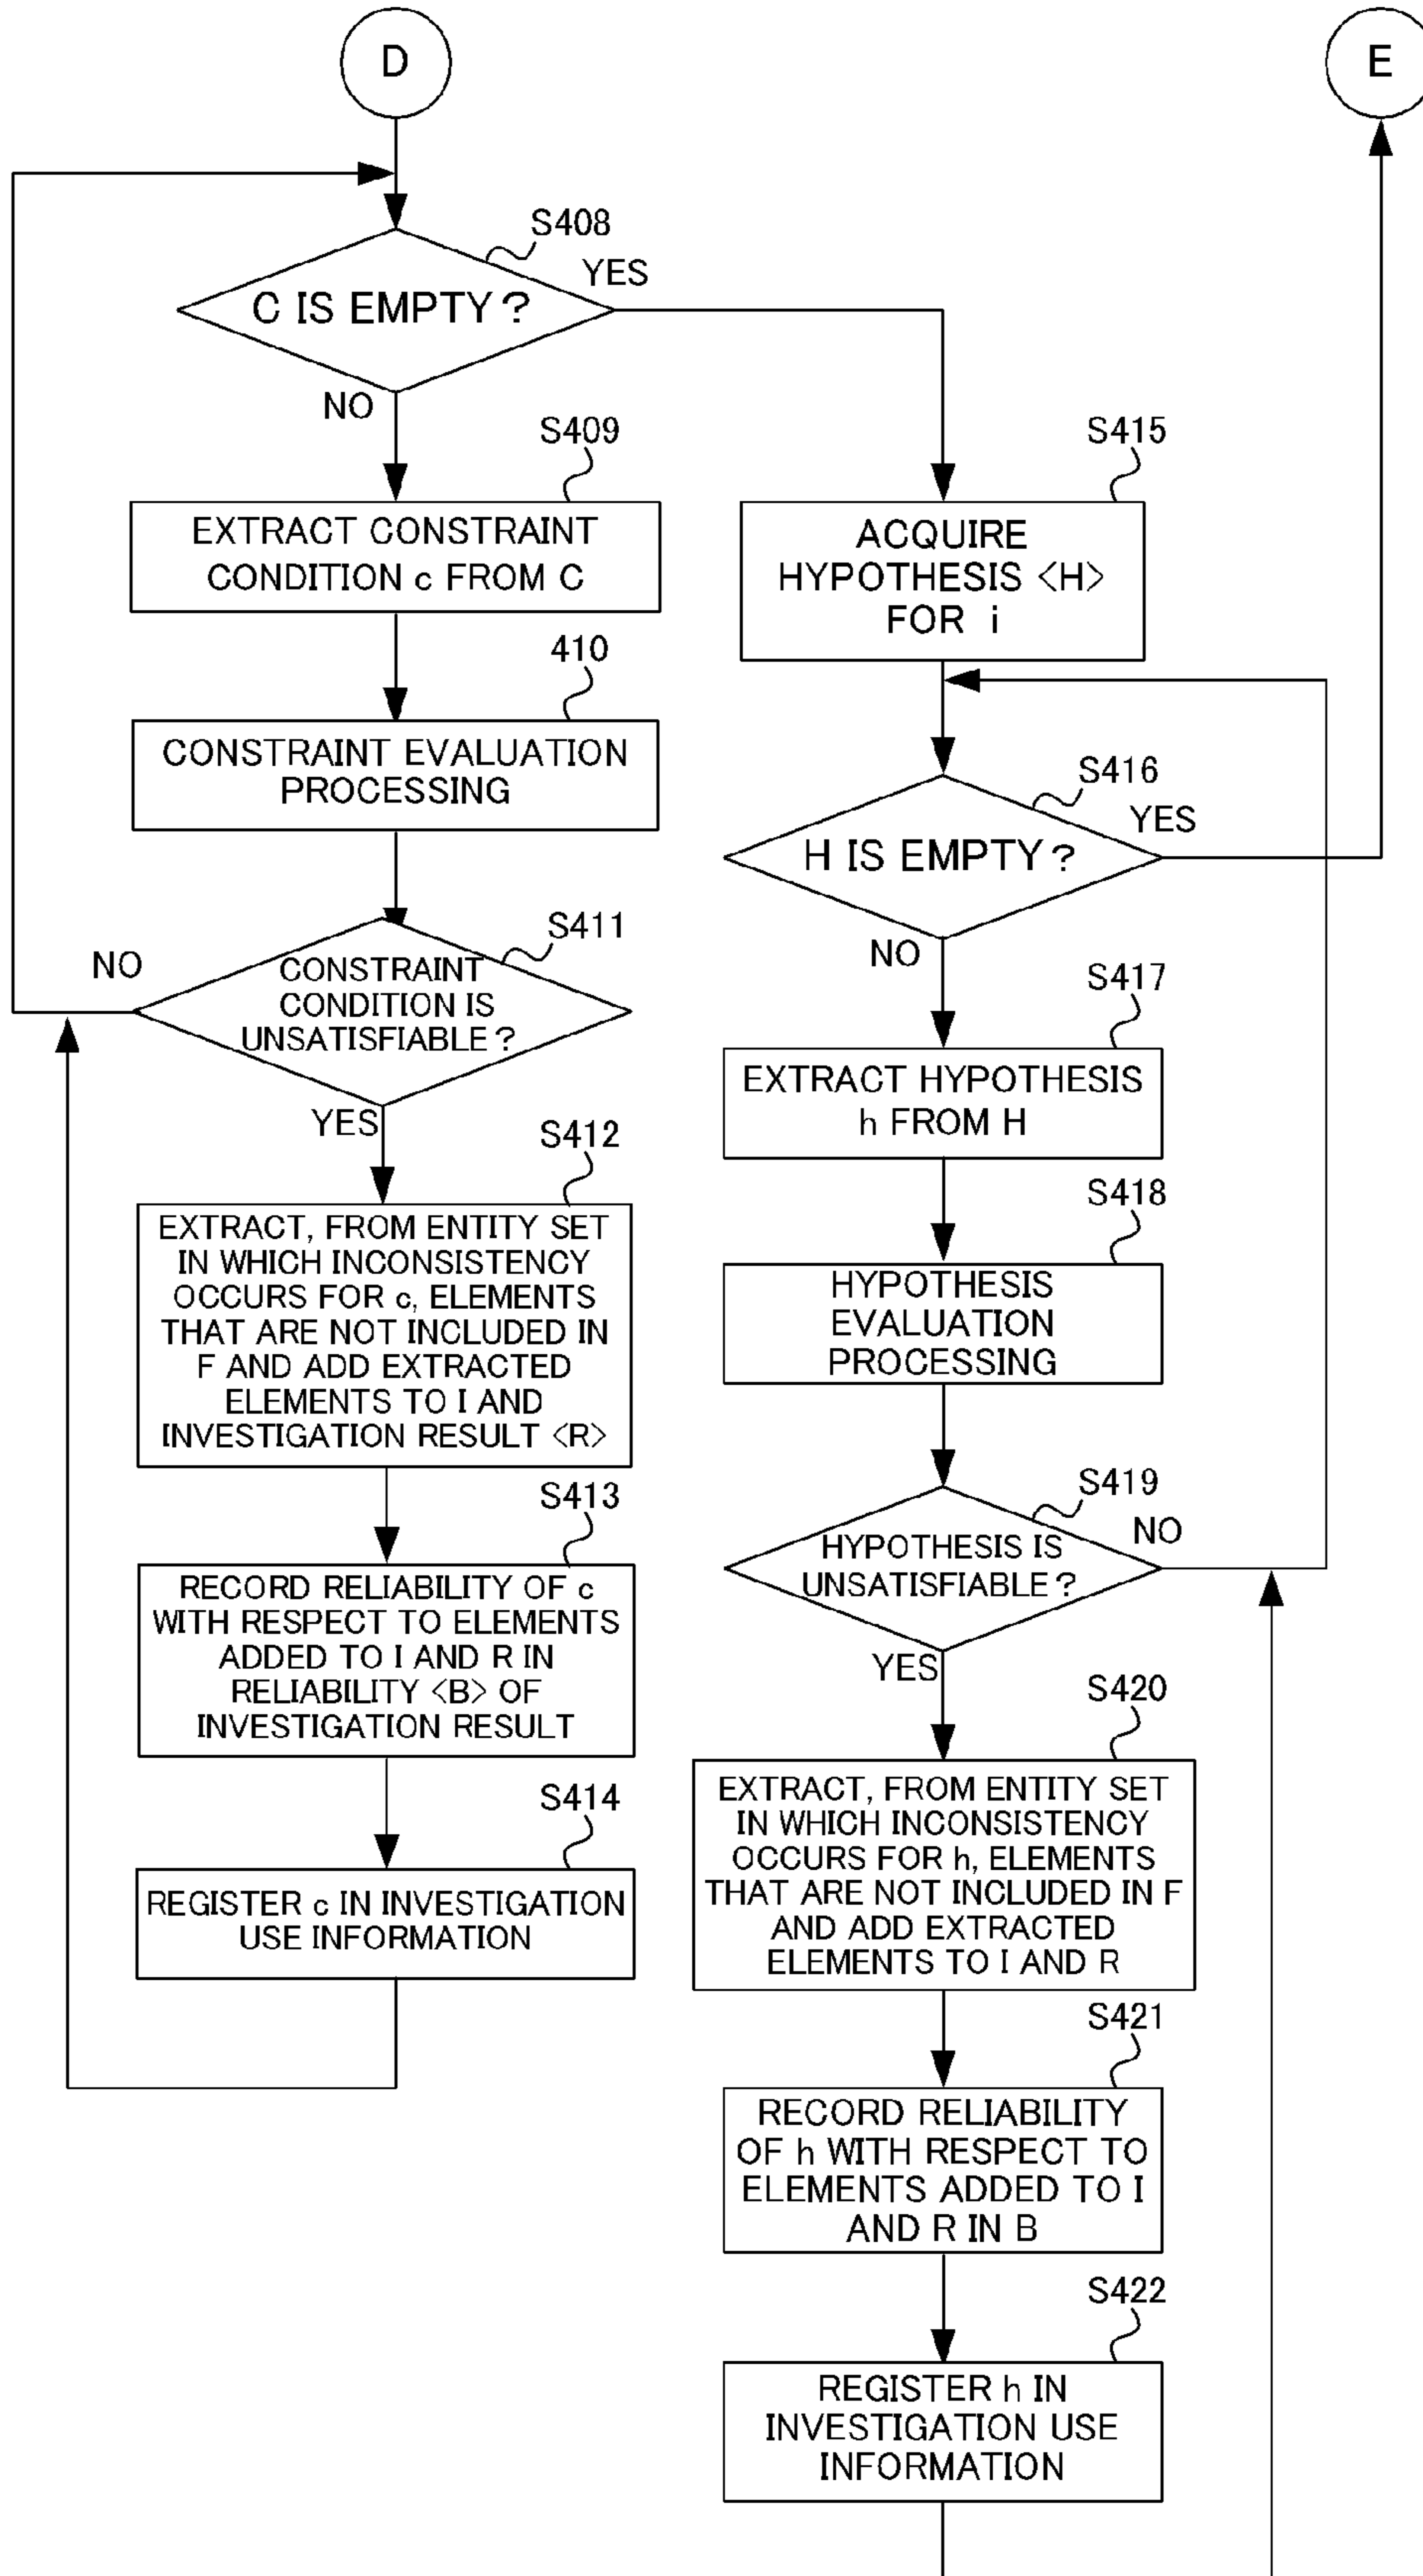 D
E
S408
YES
C IS EMPTY?
NO
S409
EXTRACT CONSTRAINT
CONDITION c FROM C
410
CONSTRAINT EVALUATION
PROCESSING
S411
NO
CONSTRAINT
CONDITION IS
UNSATISFIABLE?
YES
S412
EXTRACT, FROM ENTITY SET
IN WHICH INCONSISTENCY
OCCURS FOR c, ELEMENTS
THAT ARE NOT INCLUDED IN
F AND ADD EXTRACTED
ELEMENTS TO I AND
INVESTIGATION RESULT <R>
S413
RECORD RELIABILITY OF c
WITH RESPECT TO ELEMENTS
ADDED TO I AND R IN
RELIABILITY <B> OF
INVESTIGATION RESULT
S414
REGISTER c IN INVESTIGATION
USE INFORMATION
S415
ACQUIRE
HYPOTHESIS <H>
FOR i
S416
YES
H IS EMPTY?
NO
S417
EXTRACT HYPOTHESIS
h FROM H
S418
HYPOTHESIS
EVALUATION
PROCESSING
S419
NO
HYPOTHESIS IS
UNSATISFIABLE?
YES
S420
EXTRACT, FROM ENTITY SET
IN WHICH INCONSISTENCY
OCCURS FOR h, ELEMENTS
THAT ARE NOT INCLUDED IN F
AND ADD EXTRACTED
ELEMENTS TO I AND R
S421
RECORD RELIABILITY
OF h WITH RESPECT TO
ELEMENTS ADDED TO I
AND R IN B
S422
REGISTER h IN
INVESTIGATION USE
INFORMATION